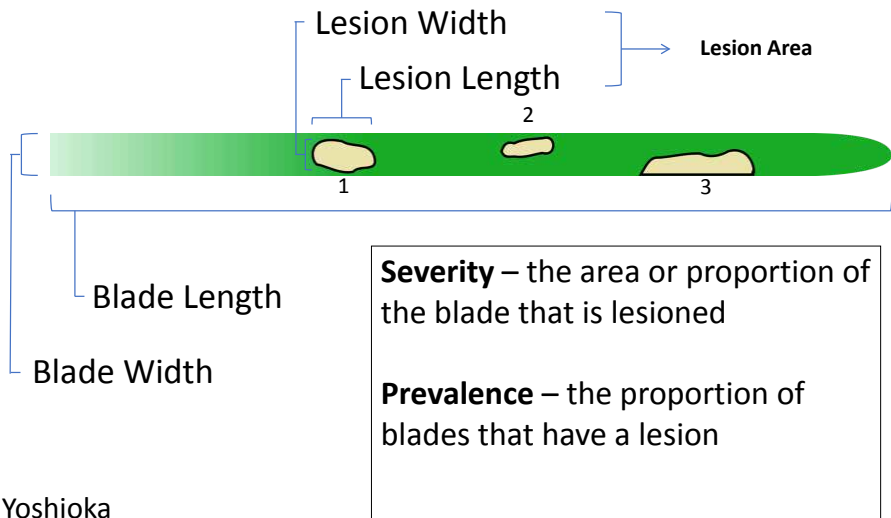 Lesion Width
Lesion Area
Lesion Length
2
1
3
Blade Length
Blade Width
Severity – the area or proportion of
the blade that is lesioned
Prevalence – the proportion of
blades that have a lesion
Yoshioka